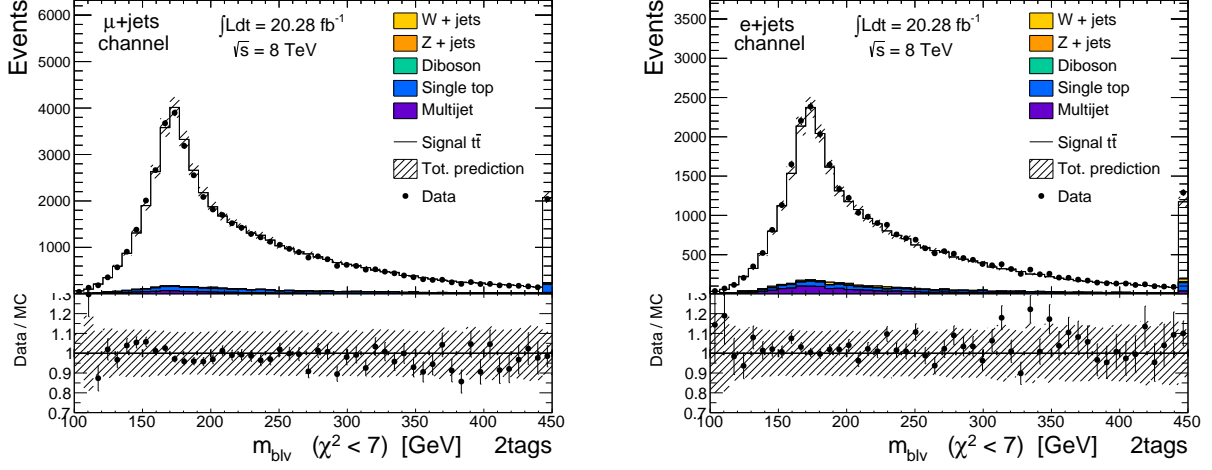 Events
6000
5000
4000
3000
2000
1000
μ+jets
channel
∫Ldt = 20.28 fb⁻¹
√s = 8 TeV
W + jets
Z + jets
Diboson
Single top
Multijet
Signal tt̄
Tot. prediction
Data
Data / MC
1.3
1.2
1.1
1
0.9
0.8
0.7
100 150 200 250 300 350 400 450
m_blν (χ² < 7) [GeV] 2tags
Events
3500
3000
2500
2000
1500
1000
500
e+jets
channel
∫Ldt = 20.28 fb⁻¹
√s = 8 TeV
W + jets
Z + jets
Diboson
Single top
Multijet
Signal tt̄
Tot. prediction
Data
Data / MC
1.3
1.2
1.1
1
0.9
0.8
0.7
100 150 200 250 300 350 400 450
m_blν (χ² < 7) [GeV] 2tags